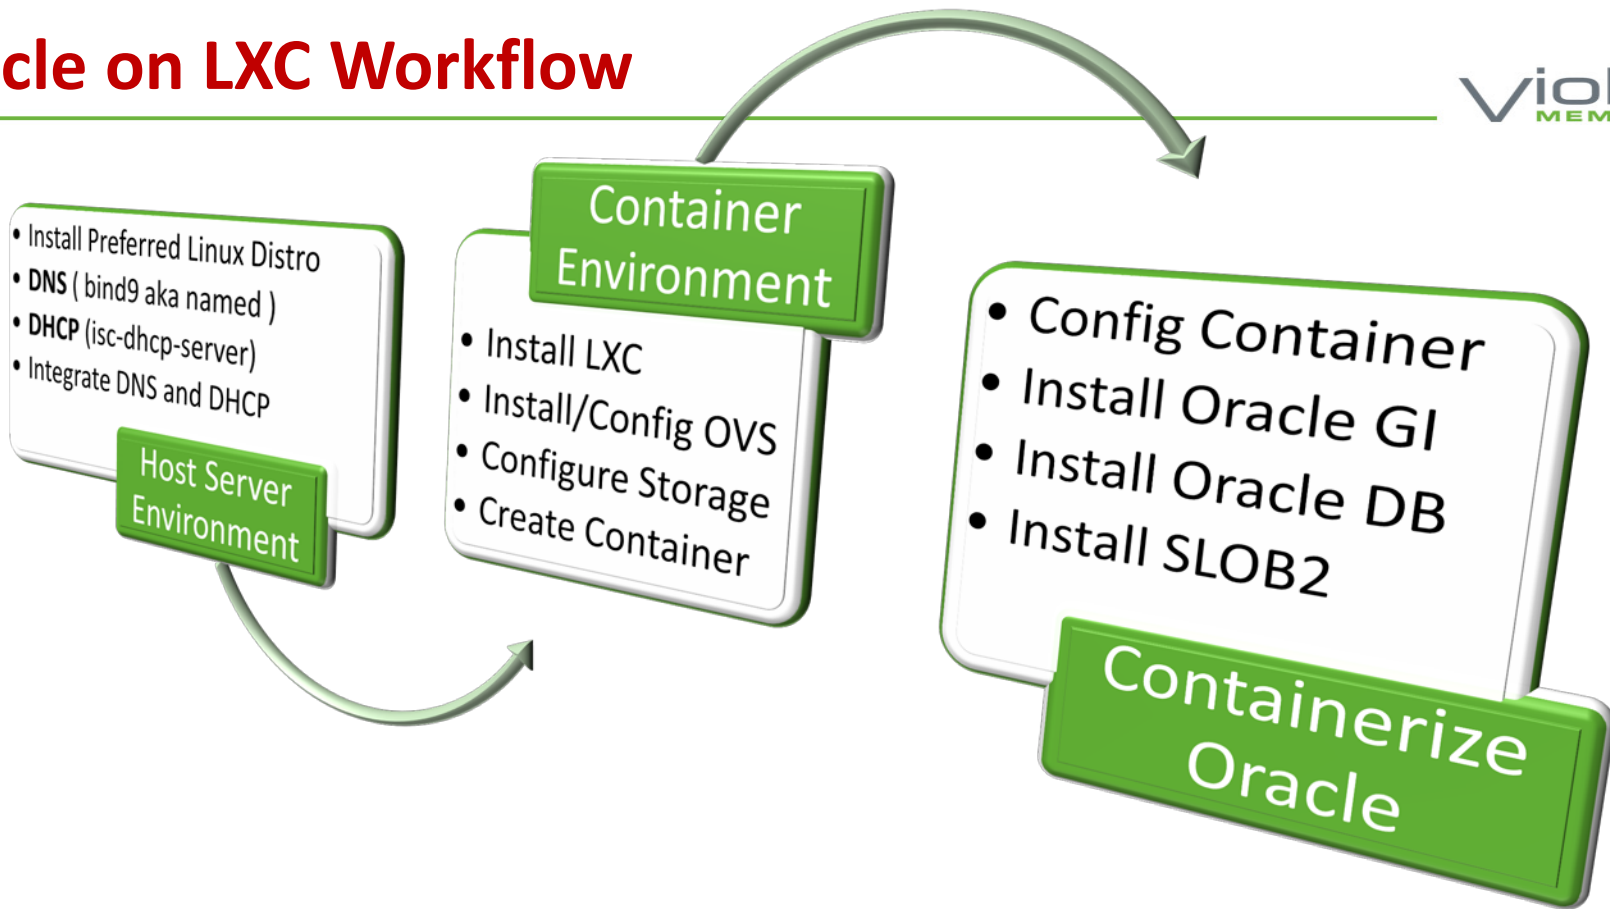 cle on LXC Workflow
Viol
MEM
• Install Preferred Linux Distro
• DNS ( bind9 aka named )
• DHCP (isc-dhcp-server)
• Integrate DNS and DHCP
Host Server
Environment
Container
Environment
• Install LXC
• Install/Config OVS
• Configure Storage
• Create Container
• Config Container
• Install Oracle GI
• Install Oracle DB
• Install SLOB2
Containerize
Oracle